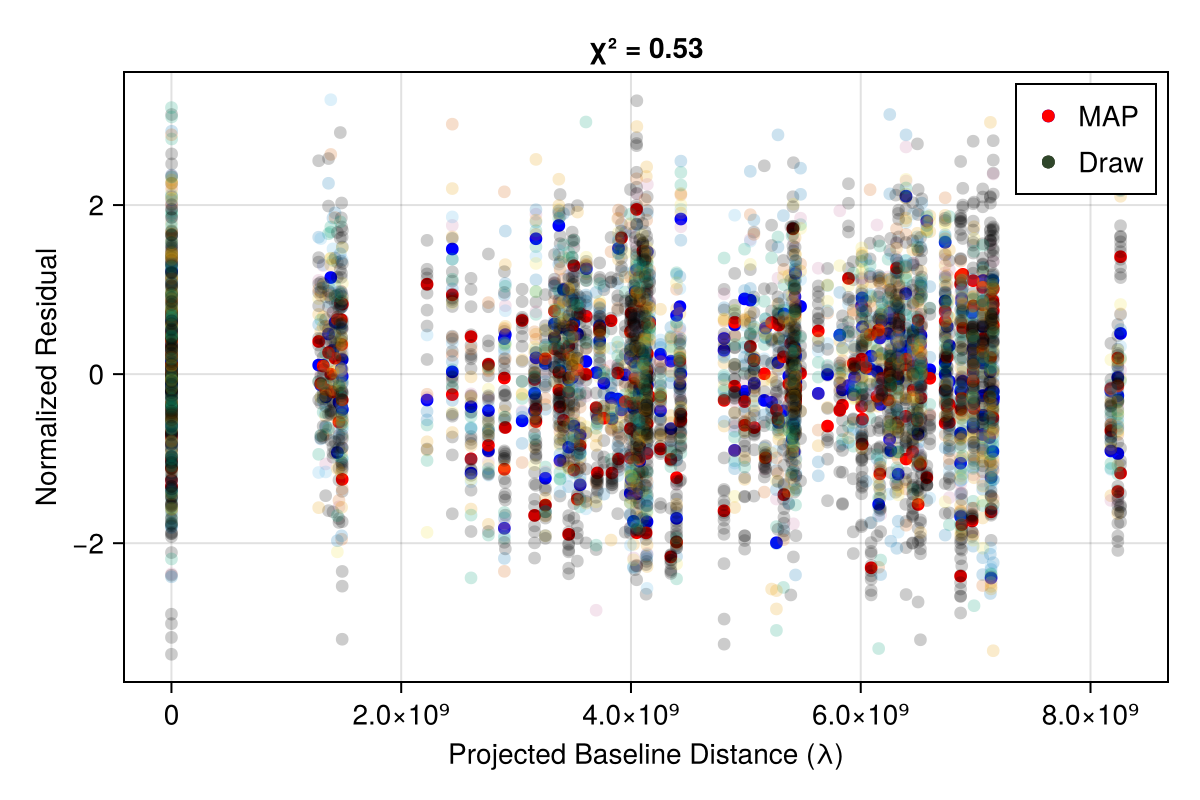 χ² = 0.53
MAP
Draw
Normalized Residual
2
0
−2
0
2.0×10⁹
4.0×10⁹
6.0×10⁹
8.0×10⁹
Projected Baseline Distance (λ)